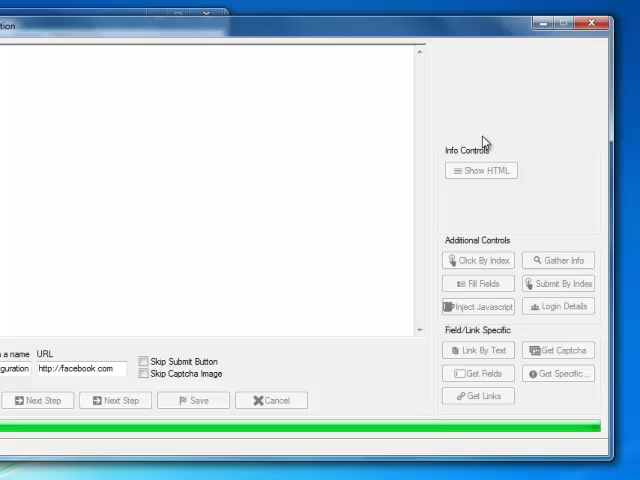 tion
Info Controls
Show HTML
Additional Controls
Click By Index
Gather Info
Fill Fields
Submit By Index
Inject Javascript
Login Details
Field/Link Specific
Link By Text
Get Captcha
Get Fields
Get Specific...
Get Links
a name
URL
guration
http://facebook.com
Skip Submit Button
Skip Captcha Image
Next Step
Next Step
Save
Cancel